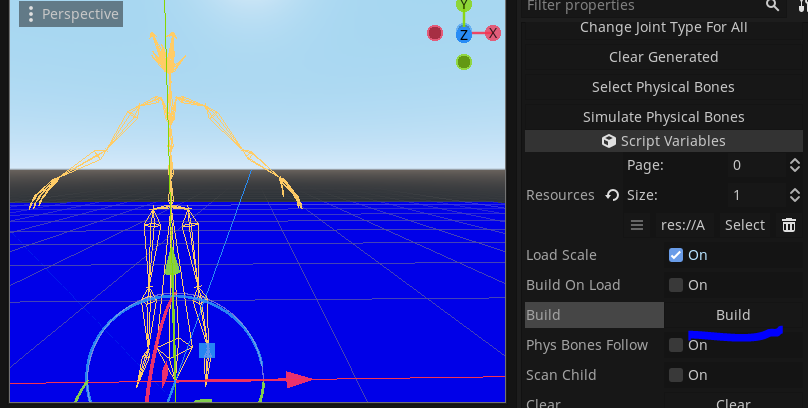 Perspective
Y
Z X
Filter properties
Change Joint Type For All
Clear Generated
Select Physical Bones
Simulate Physical Bones
Script Variables
Page: 0
Resources Size: 1
res://A Select
Load Scale On
Build On Load On
Build Build
Phys Bones Follow On
Scan Child On
Clear Clear